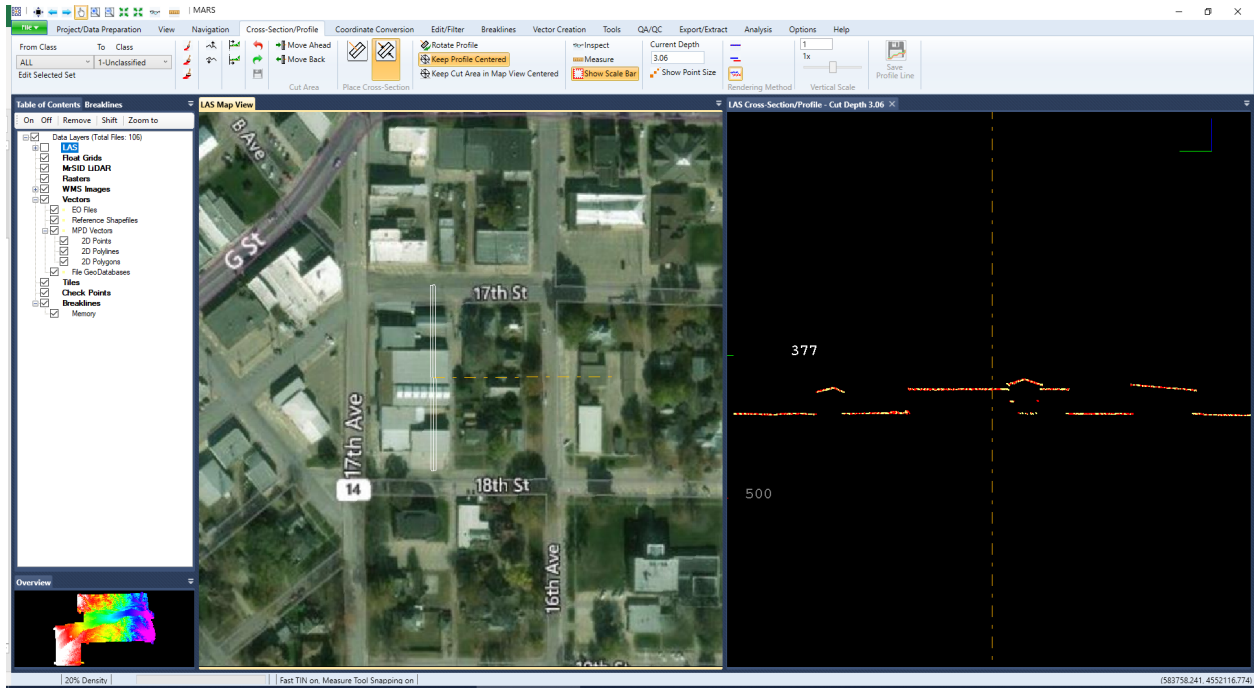 MARS
File
Project/Data Preparation
View
Navigation
Cross-Section/Profile
Coordinate Conversion
Edit/Filter
Breaklines
Vector Creation
Tools
QA/QC
Export/Extract
Analysis
Options
Help
From Class
To Class
ALL
1-Unclassified
Edit Selected Set
Move Ahead
Move Back
Cut Area
Place Cross-Section
Rotate Profile
Keep Profile Centered
Keep Cut Area in Map View Centered
Inspect
Measure
Show Scale Bar
Current Depth
3.06
Show Point Size
Rendering Method
1
1x
Vertical Scale
Save
Profile Line
Table of Contents Breaklines
On Off Remove Shift Zoom to
Data Layers (Total Files: 106)
LAS
Float Grids
MrSID LiDAR
Rasters
WMS Images
Vectors
EO Files
Reference Shapefiles
MPD Vectors
2D Points
2D Polylines
2D Polygons
File GeoDatabases
Tiles
Check Points
Breaklines
Memory
Overview
LAS Map View
B Ave
G St
17th St
17th Ave
14
18th St
16th Ave
19th St
LAS Cross-Section/Profile - Cut Depth 3.06
377
500
20% Density
Fast TIN on, Measure Tool Snapping on
(583758.241, 4552116.774)